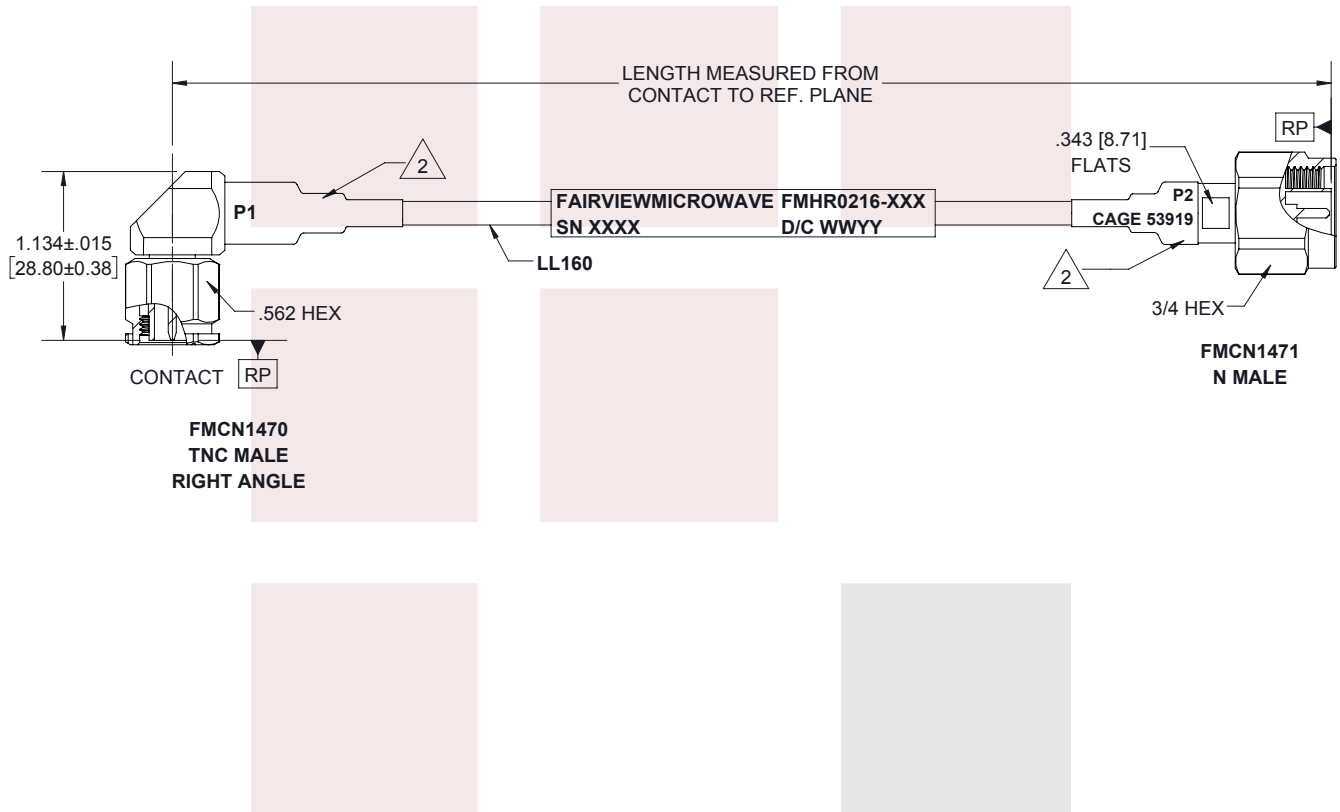 LENGTH MEASURED FROM
CONTACT TO REF. PLANE
RP
.343 [8.71]
FLATS
2
P1
FAIRVIEWMICROWAVE FMHR0216-XXX
SN XXXX D/C WWYY
P2
CAGE 53919
1.134±.015
[28.80±0.38]
LL160
2
.562 HEX
3/4 HEX
CONTACT
RP
FMCN1471
N MALE
FMCN1470
TNC MALE
RIGHT ANGLE